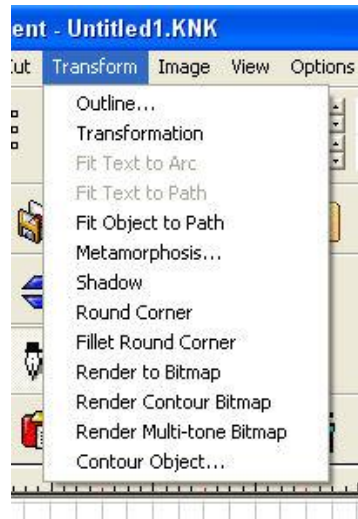 ent - Untitled1.KNK
Cut Transform Image View Options
Outline...
Transformation
Fit Text to Arc
Fit Text to Path
Fit Object to Path
Metamorphosis...
Shadow
Round Corner
Fillet Round Corner
Render to Bitmap
Render Contour Bitmap
Render Multi-tone Bitmap
Contour Object...